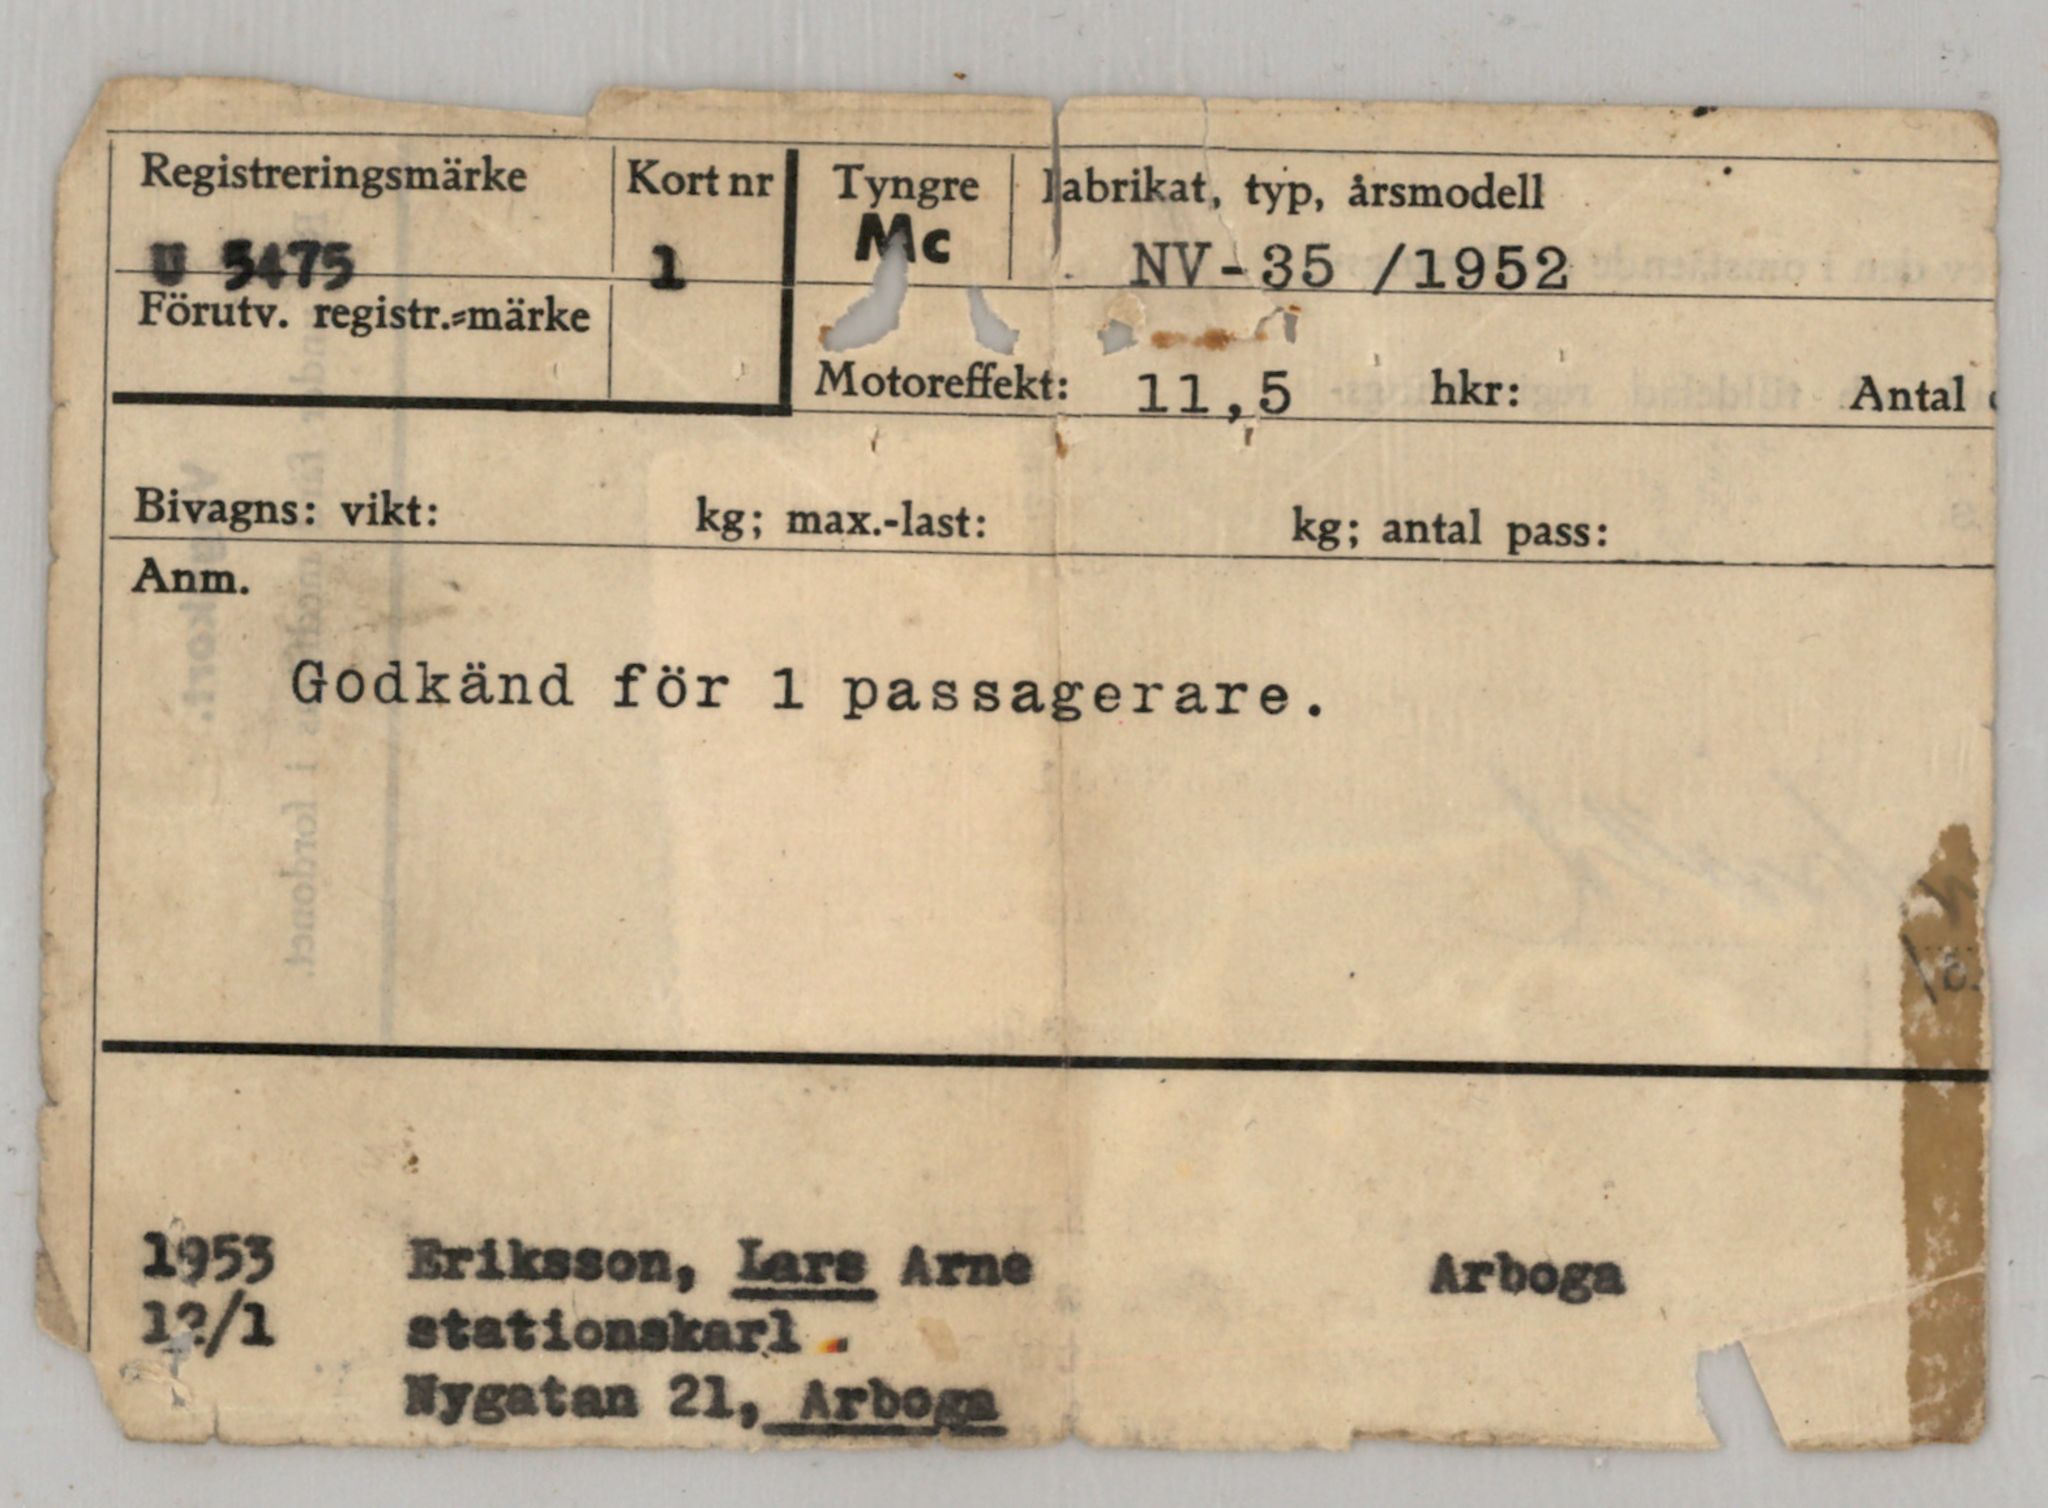 Registreringsmärke Kort nr Tyngre abrikat, typ, årsmodell
U 5475 1 Mc NV-35 /1952
Förutv. registr.-märke
Motoreffekt: 11,5 hkr: Antal
Bivagns: vikt: kg; max.-last: kg; antal pass:
Anm.
Godkänd för 1 passagerare.
1953 Eriksson, Lars Arne Arboga
12/1 stationskarl
Nygatan 21, Arboga